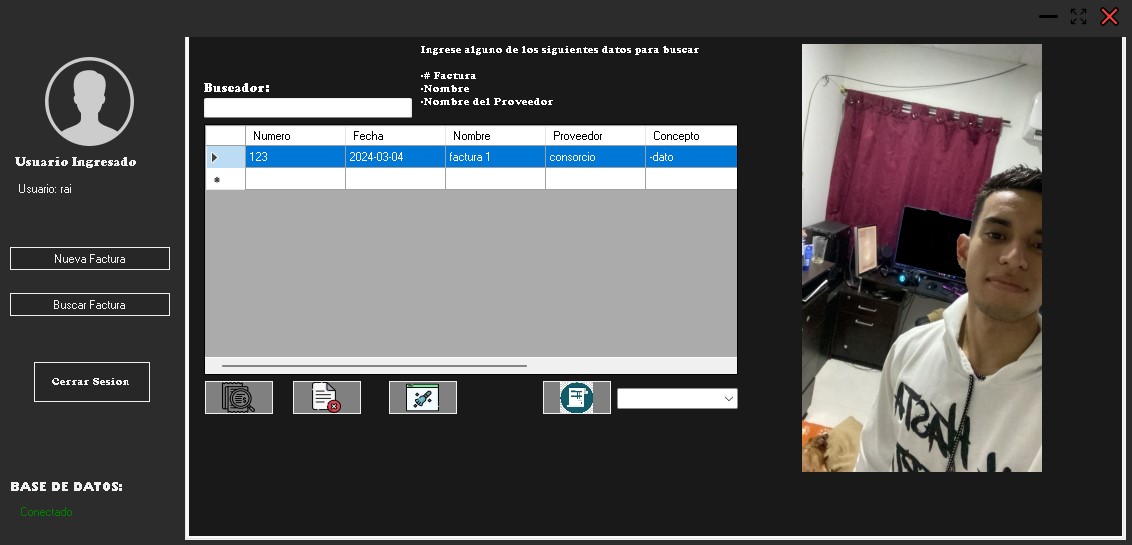 Usuario Ingresado
Usuario: rai
Nueva Factura
Buscar Factura
Cerrar Sesion
BASE DE DATOS:
Conectado
Ingrese alguno de los siguientes datos para buscar
-# Factura
-Nombre
-Nombre del Proveedor
Buscador:
Numero Fecha Nombre Proveedor Concepto
123 2024-03-04 factura 1 consorcio -dato
NASTA